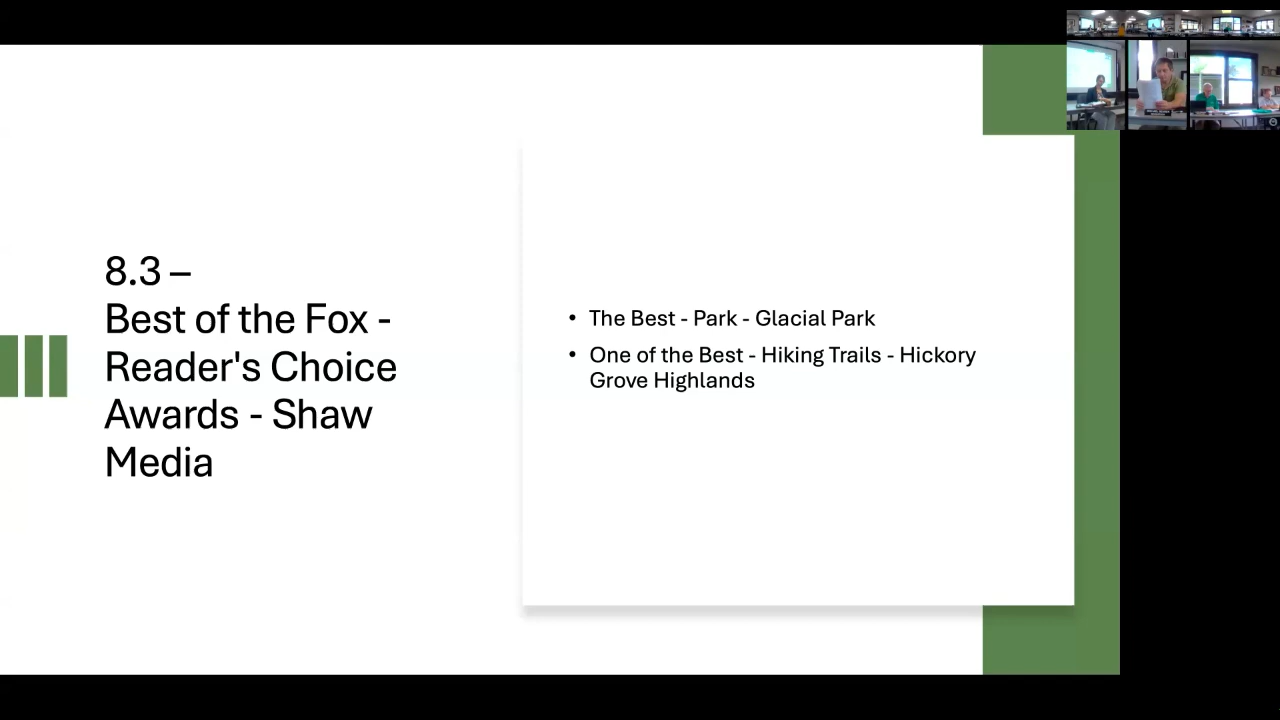 8.3 –
Best of the Fox -
Reader's Choice
Awards - Shaw
Media
• The Best - Park - Glacial Park
• One of the Best - Hiking Trails - Hickory
Grove Highlands